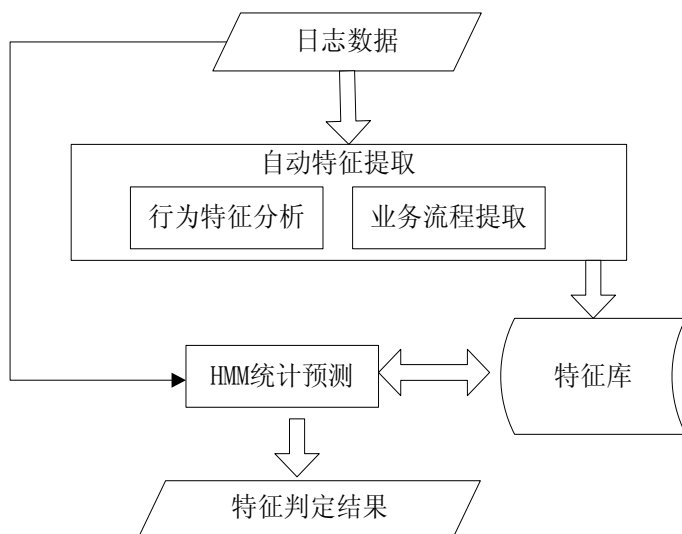 日志数据
自动特征提取
行为特征分析
业务流程提取
HMM统计预测
特征库
特征判定结果